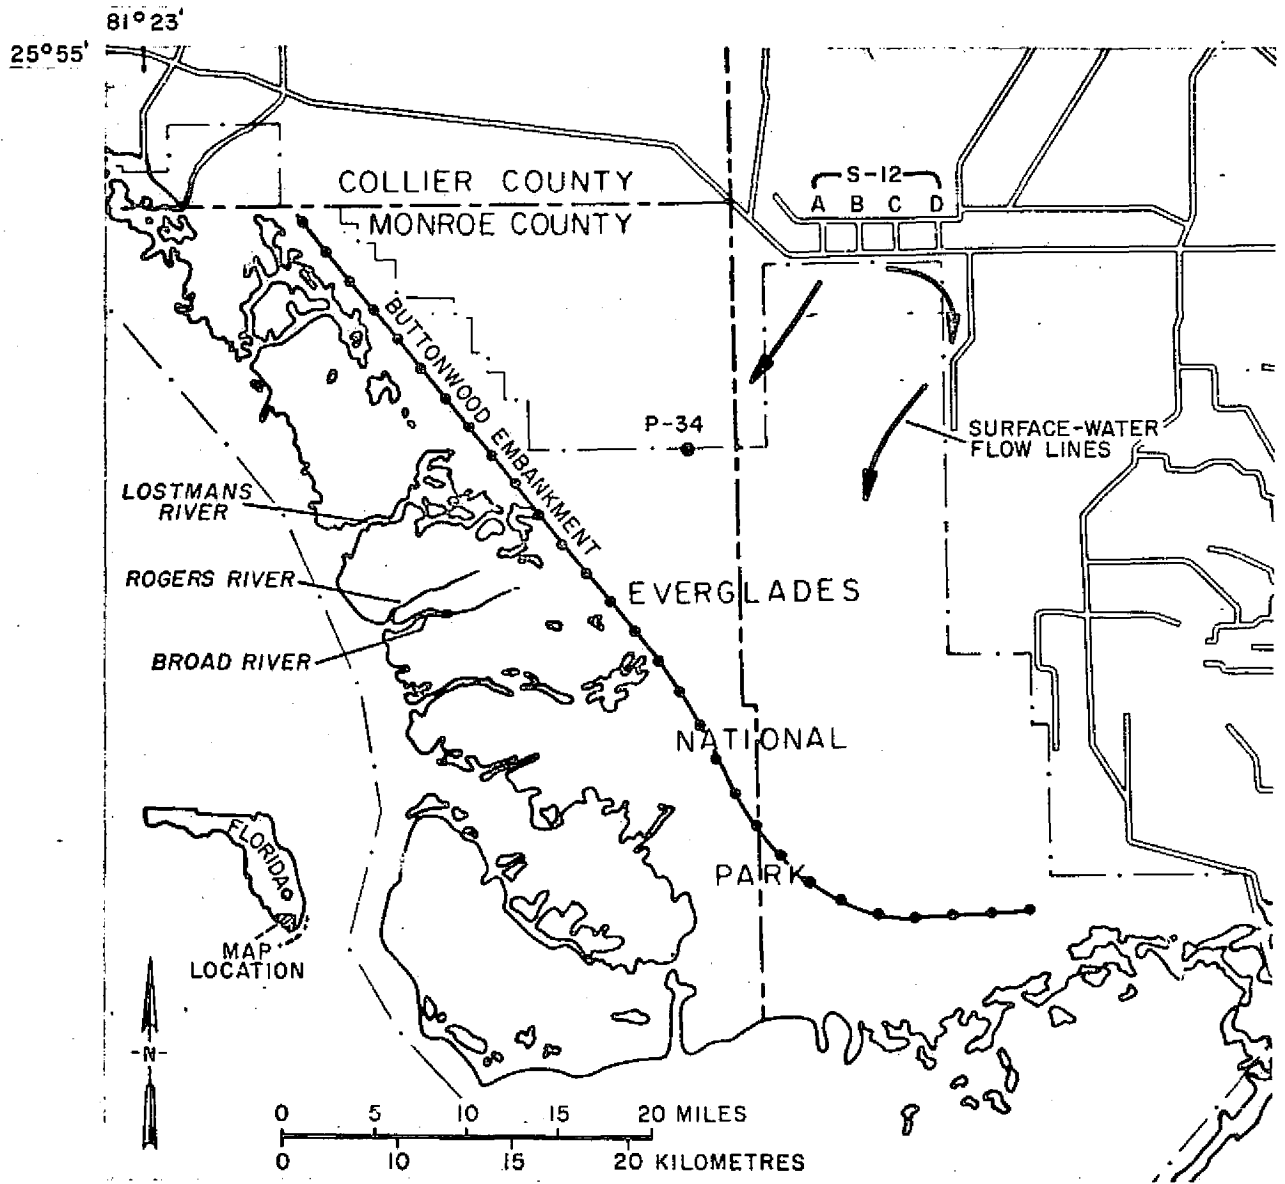 81°23'
25°55'
COLLIER COUNTY
MONROE COUNTY
S-12
A B C D
BUTTONWOOD EMBANKMENT
P-34
SURFACE-WATER
FLOW LINES
LOSTMANS
RIVER
ROGERS RIVER
BROAD RIVER
EVERGLADES
NATIONAL
PARK
FLORIDA
MAP
LOCATION
-N-
0 5 10 15 20 MILES
0 10 15 20 KILOMETRES